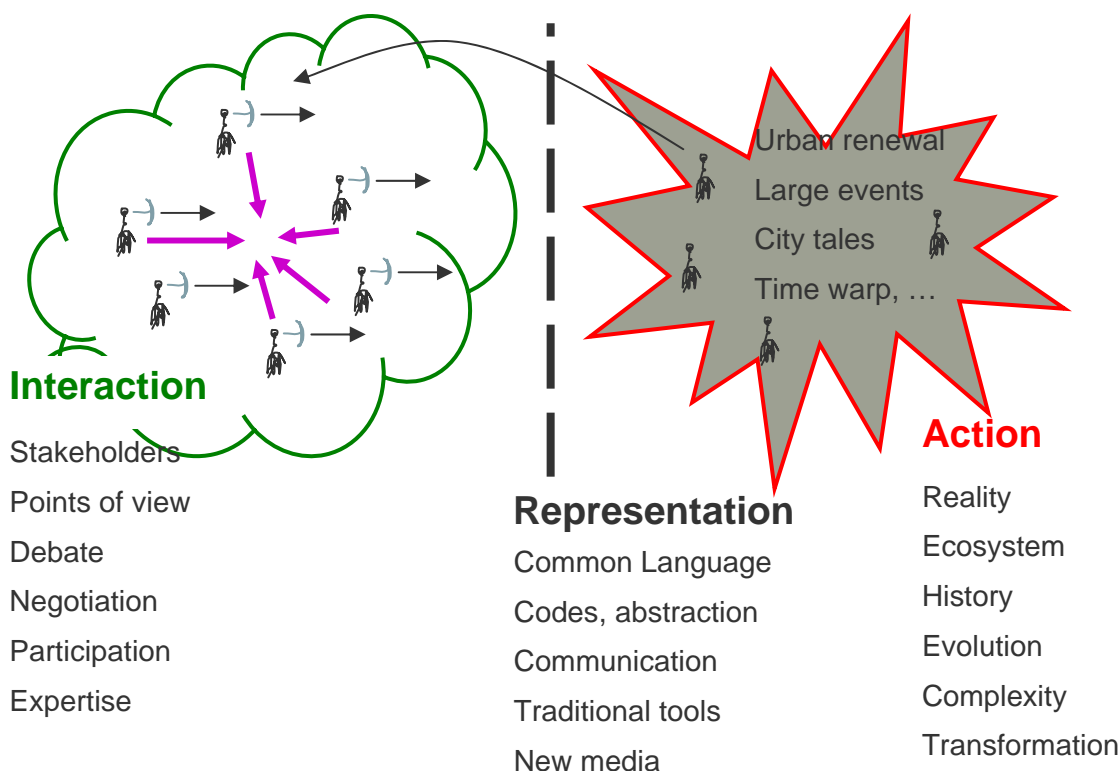 Urban renewal
Large events
City tales
Time warp, …
Interaction
Stakeholders
Points of view
Debate
Negotiation
Participation
Expertise
Representation
Common Language
Codes, abstraction
Communication
Traditional tools
New media
Action
Reality
Ecosystem
History
Evolution
Complexity
Transformation